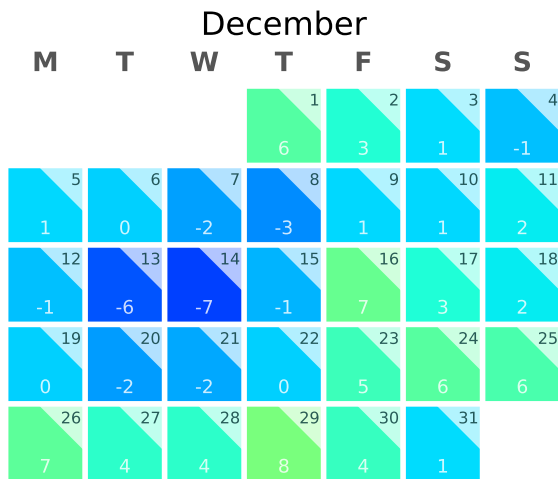 December
M T W T F S S
1 2 3 4
6 3 1 -1
5 6 7 8 9 10 11
1 0 -2 -3 1 1 2
12 13 14 15 16 17 18
-1 -6 -7 -1 7 3 2
19 20 21 22 23 24 25
0 -2 -2 0 5 6 6
26 27 28 29 30 31
7 4 4 8 4 1